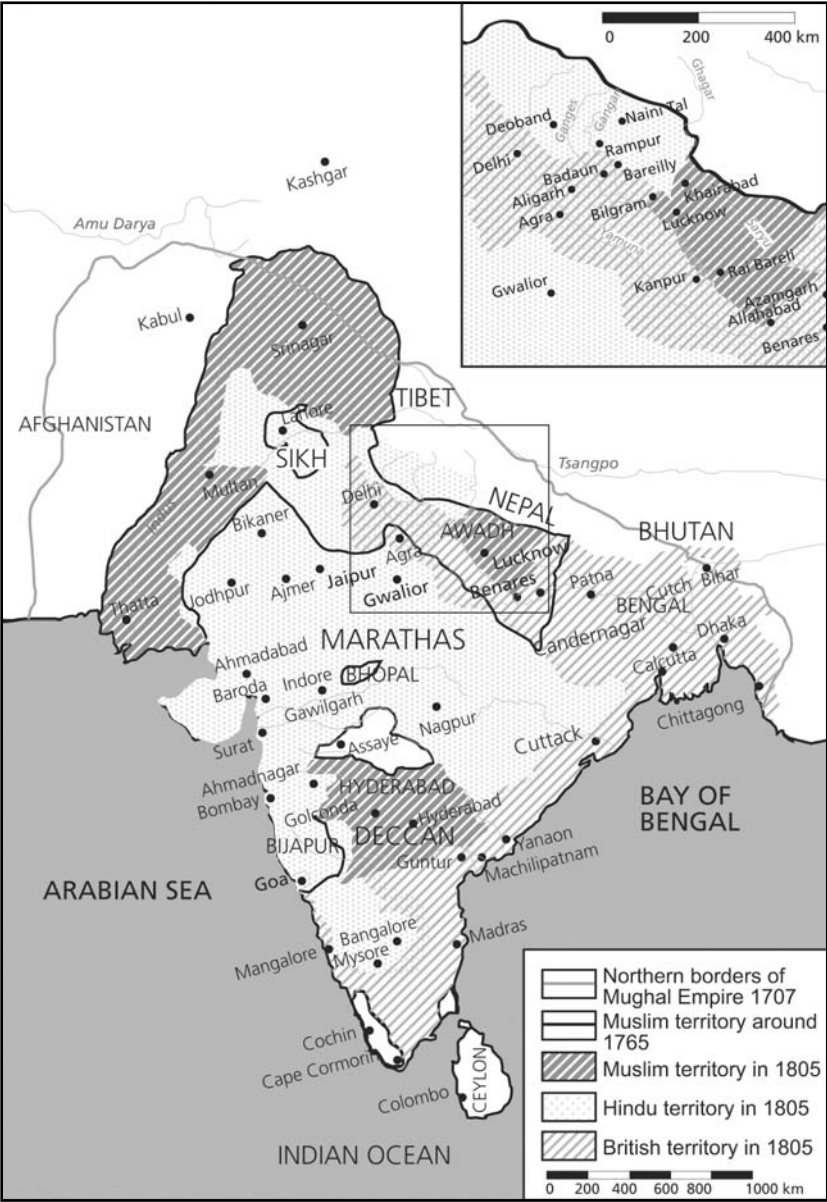 0 200 400 km
Ghagar
Ganges
Gangan
Naini Tal
Deoband
Rampur
Delhi
Bareilly
Badaun
Aligarh
Khairabad
Bilgram
Agra
Lucknow
Yamuna
Rai Bareli
Kanpur
Gwalior
Azamgarh
Allahabad
Benares
Kashgar
Amu Darya
Kabul
Srinagar
TIBET
AFGHANISTAN
Lahore
SIKH
Tsangpo
Multan
Delhi
NEPAL
Indus
Bikaner
AWADH
BHUTAN
Agra
Lucknow
Jodhpur
Ajmer
Jaipur
Gwalior
Benares
Patna
Cutch Bihar
Thatta
BENGAL
MARATHAS
Candernagar
Dhaka
Ahmadabad
Calcutta
Baroda
Indore
BHOPAL
Gawilgarh
Nagpur
Chittagong
Surat
Assaye
Cuttack
Ahmadnagar
HYDERABAD
Bombay
Golsonda
Hyderabad
BAY OF
BENGAL
DECCAN
BIJAPUR
Yanaon
Guntur
Machilipatnam
Goa
ARABIAN SEA
Bangalore
Madras
Mangalore
Mysore
Cochin
Cape Cormorin
Colombo
CEYLON
INDIAN OCEAN
Northern borders of
Mughal Empire 1707
Muslim territory around
1765
Muslim territory in 1805
Hindu territory in 1805
British territory in 1805
0 200 400 600 800 1000 km